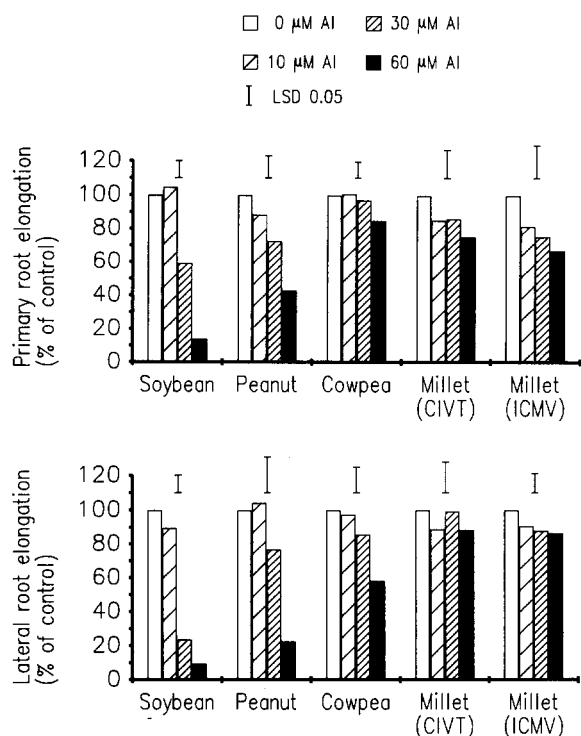 0 μM Al
30 μM Al
10 μM Al
60 μM Al
LSD 0.05
Primary root elongation
(% of control)
120
100
80
60
40
20
0
Soybean
Peanut
Cowpea
Millet
(CIVT)
Millet
(ICMV)
Lateral root elongation
(% of control)
120
100
80
60
40
20
0
Soybean
Peanut
Cowpea
Millet
(CIVT)
Millet
(ICMV)